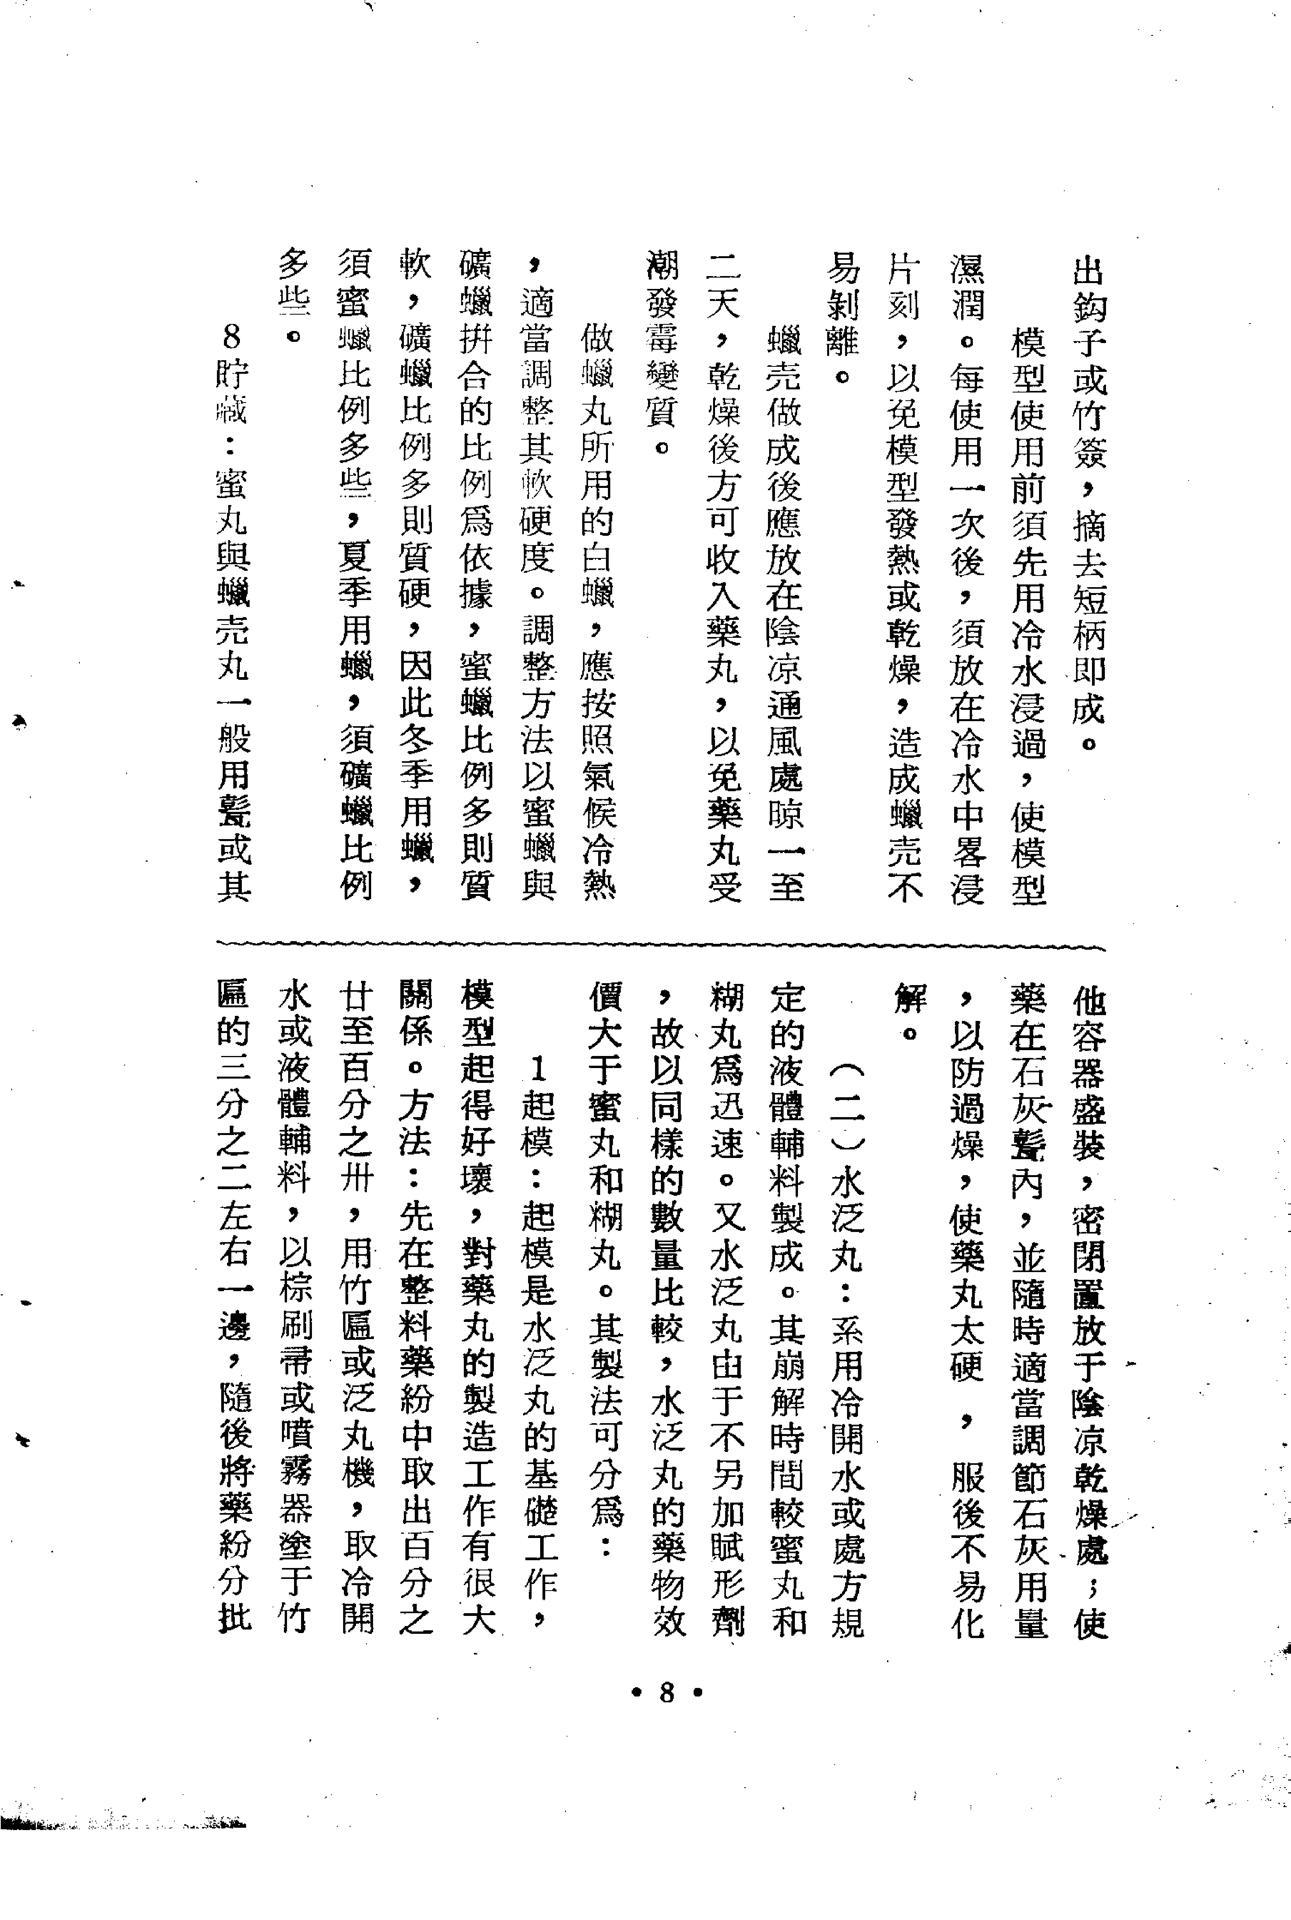 出鈎子或竹簽，摘去短柄即成。
模型使用前須先用冷水浸過，使模型
濕潤。每使用一次後，須放在冷水中畧浸
片刻，以免模型發熱或乾燥，造成蠟壳不
易剝離。
蠟壳做成後應放在陰凉通風處晾一至
二天，乾燥後方可收入藥丸，以免藥丸受
潮發霉變質。
做蠟丸所用的白蠟，應按照氣候冷熱
，適當調整其軟硬度。調整方法以蜜蠟與
礦蠟拼合的比例爲依據，蜜蠟比例多則質
軟，礦蠟比例多則質硬，因此冬季用蠟，
須蜜蠟比例多些，夏季用蠟，須礦蠟比例
多些。
8貯藏：蜜丸與蠟壳丸一般用甏或其
他容器盛裝，密閉置放于陰凉乾燥處；使
藥在石灰甏內，並隨時適當調節石灰用量
，以防過燥，使藥丸太硬，服後不易化
解。
（二）水泛丸：系用冷開水或處方規
定的液體輔料製成。其崩解時間較蜜丸和
糊丸爲迅速。又水泛丸由于不另加賦形劑
，故以同樣的數量比較，水泛丸的藥物效
價大于蜜丸和糊丸。其製法可分爲：
1起模：起模是水泛丸的基礎工作，
模型起得好壞，對藥丸的製造工作有很大
關係。方法：先在整料藥粉中取出百分之
廿至百分之卅，用竹匾或泛丸機，取冷開
水或液體輔料，以棕刷帚或噴霧器塗于竹
匾的三分之二左右一邊，隨後將藥紛分批
•8•